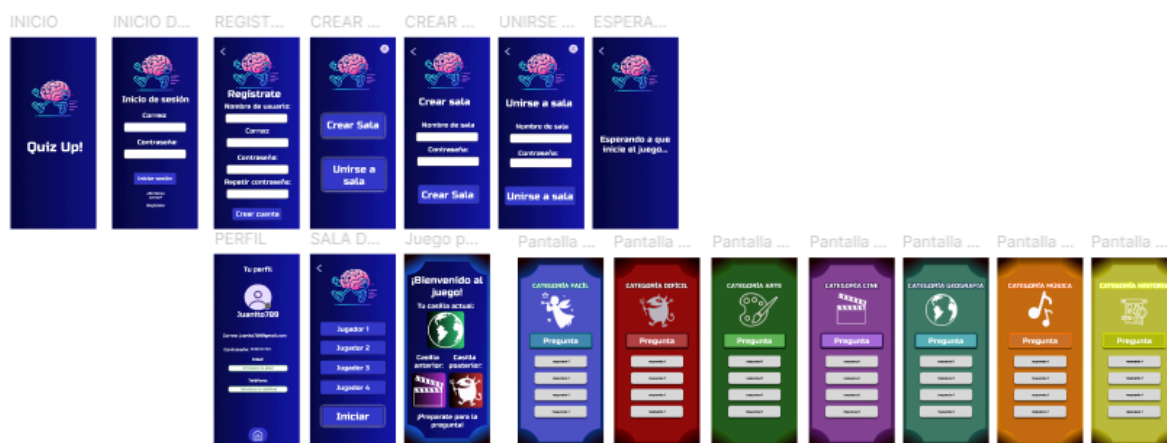 INICIO
INICIO D...
REGIST...
CREAR ...
CREAR ...
UNIRSE ...
ESPERA...
Quiz Up!
Inicio de sesión
Correo:
Contraseña:
Iniciar sesión
Regístrate
Nombre de usuario:
Correo:
Contraseña:
Repetir contraseña:
Crear cuenta
Crear Sala
Unirse a
sala
Crear sala
Nombre de sala
Contraseña:
Crear Sala
Unirse a sala
Nombre de sala
Contraseña:
Unirse a sala
Esperando a que
inicie el juego...
PERFIL
SALA D...
Juego p...
Pantalla ...
Pantalla ...
Pantalla ...
Pantalla ...
Pantalla ...
Pantalla ...
Pantalla ...
Tu perfil
Juanito789
Teléfono:
Jugador 1
Jugador 2
Jugador 3
Jugador 4
Iniciar
¡Bienvenido al
juego!
Tu casilla actual:
Casilla
anterior:
Casilla
posterior:
¡Preparate para la
pregunta!
CATEGORÍA FACÍL
Pregunta
CATEGORÍA DIFÍCIL
Pregunta
CATEGORÍA ARTE
Pregunta
CATEGORÍA CINE
Pregunta
CATEGORÍA GEOGRAFÍA
Pregunta
CATEGORÍA MÚSICA
Pregunta
CATEGORÍA HISTORIA
Pregunta